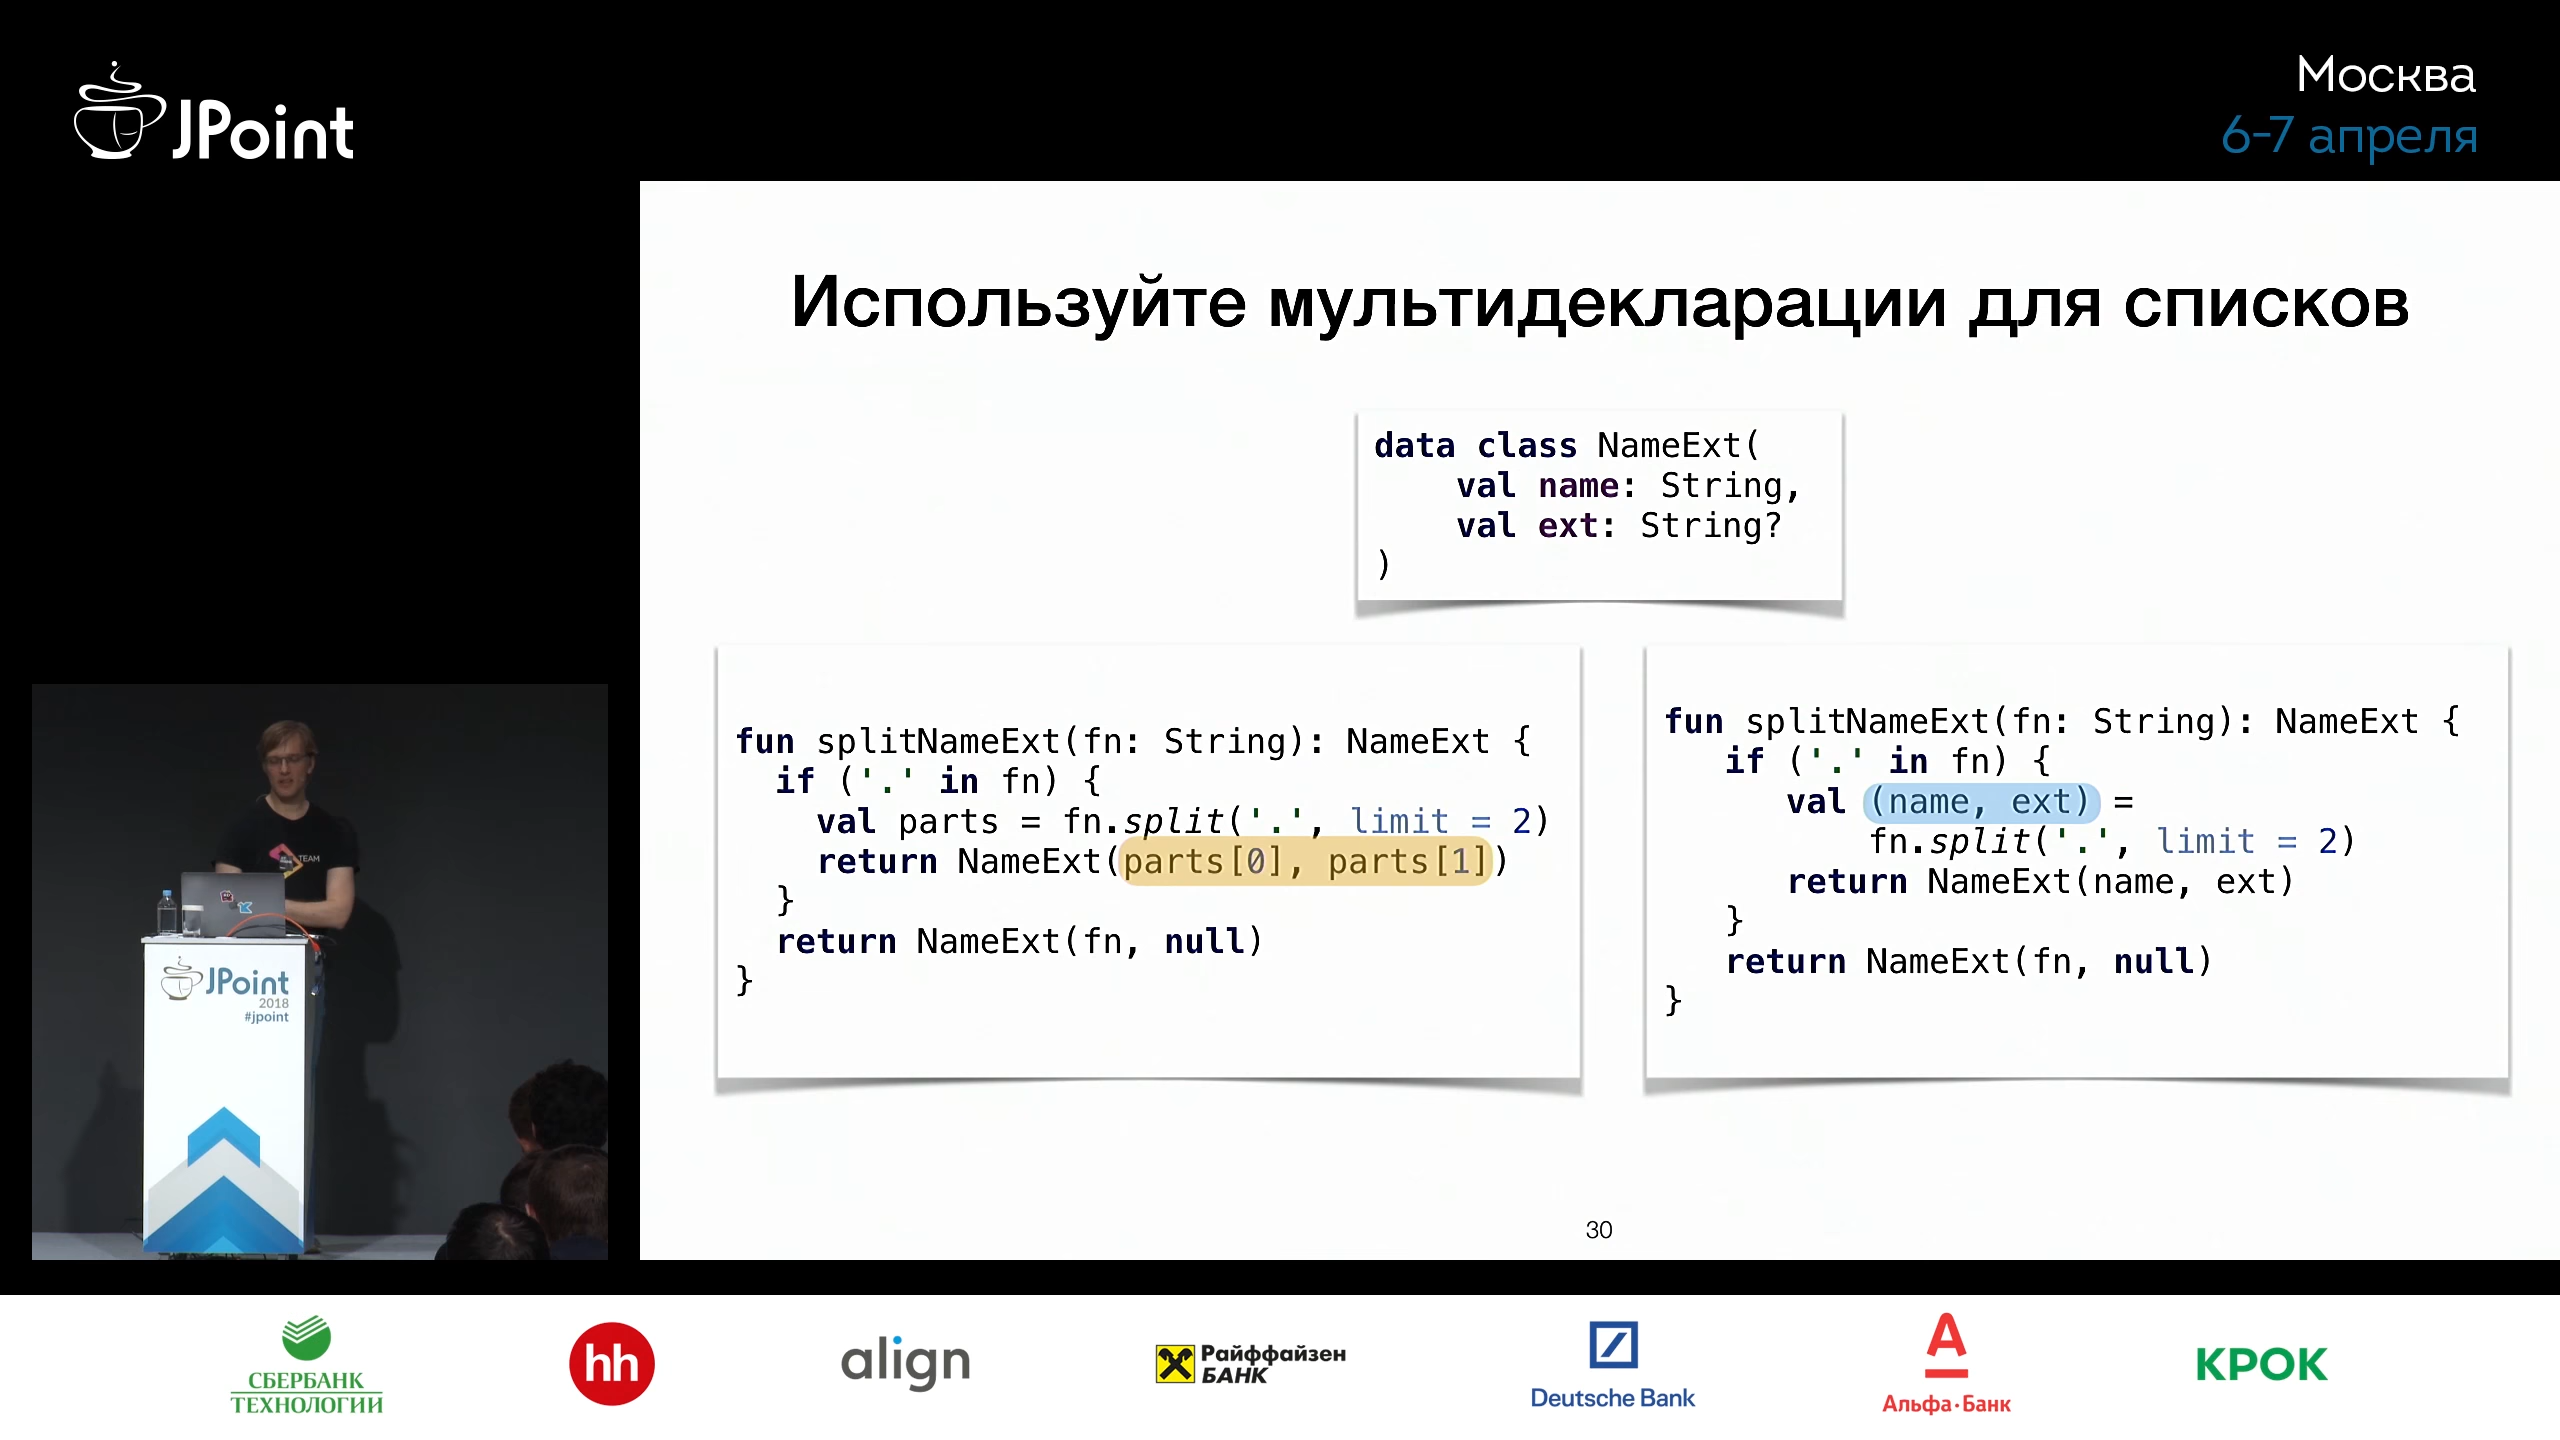 JPoint
Москва
6-7 апреля
Используйте мультидекларации для списков
data class NameExt(
    val name: String,
    val ext: String?
)
fun splitNameExt(fn: String): NameExt {
  if ('.' in fn) {
    val parts = fn.split('.', limit = 2)
    return NameExt(parts[0], parts[1])
  }
  return NameExt(fn, null)
}
fun splitNameExt(fn: String): NameExt {
   if ('.' in fn) {
      val (name, ext) =
          fn.split('.', limit = 2)
      return NameExt(name, ext)
   }
   return NameExt(fn, null)
}
30
TEAM
JPoint
2018
#jpoint
СБЕРБАНК
ТЕХНОЛОГИИ
hh
align
Райффайзен
БАНК
Deutsche Bank
А
Альфа·Банк
КРОК